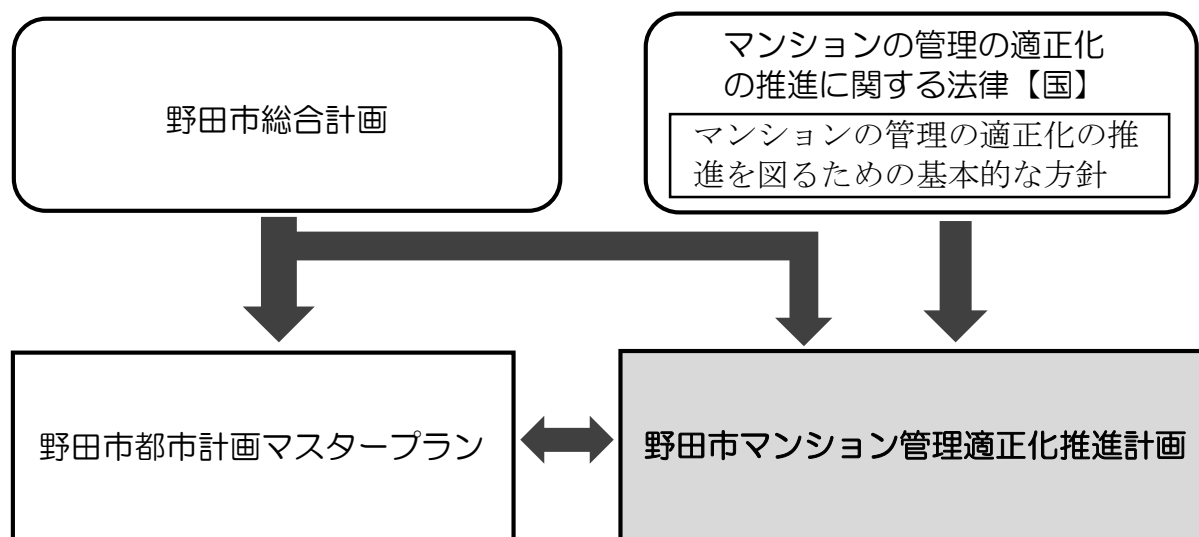 野田市総合計画
マンションの管理の適正化
の推進に関する法律【国】
マンションの管理の適正化の推
進を図るための基本的な方針
野田市都市計画マスタープラン
野田市マンション管理適正化推進計画